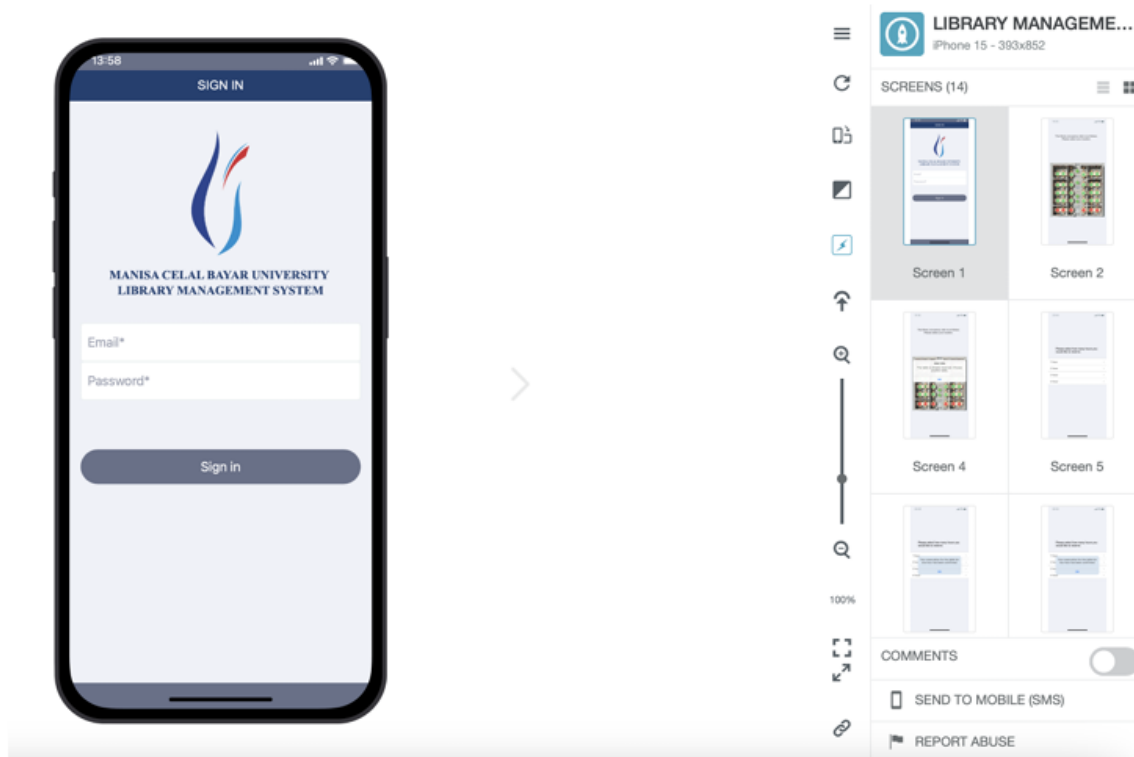 13:58
SIGN IN
MANISA CELAL BAYAR UNIVERSITY
LIBRARY MANAGEMENT SYSTEM
Email*
Password*
Sign in
100%
LIBRARY MANAGEME...
iPhone 15 - 393x852
SCREENS (14)
Screen 1
Screen 2
Screen 4
Screen 5
COMMENTS
SEND TO MOBILE (SMS)
REPORT ABUSE